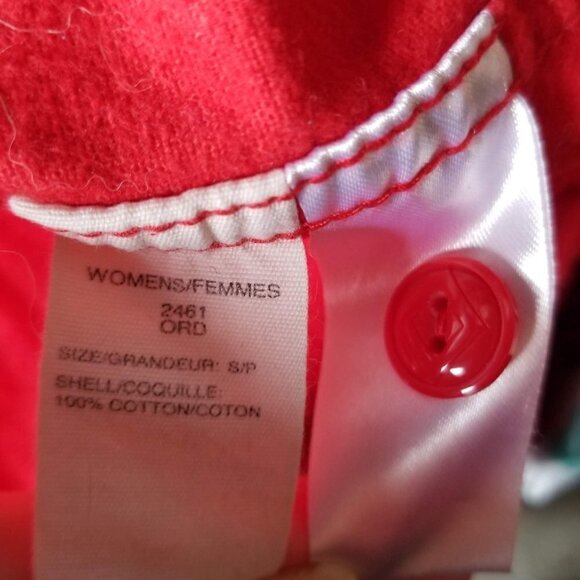 WOMENS/FEMMES
2461
ORD
SIZE/GRANDEUR: S/P
SHELL/COQUILLE:
100% COTTON/COTON